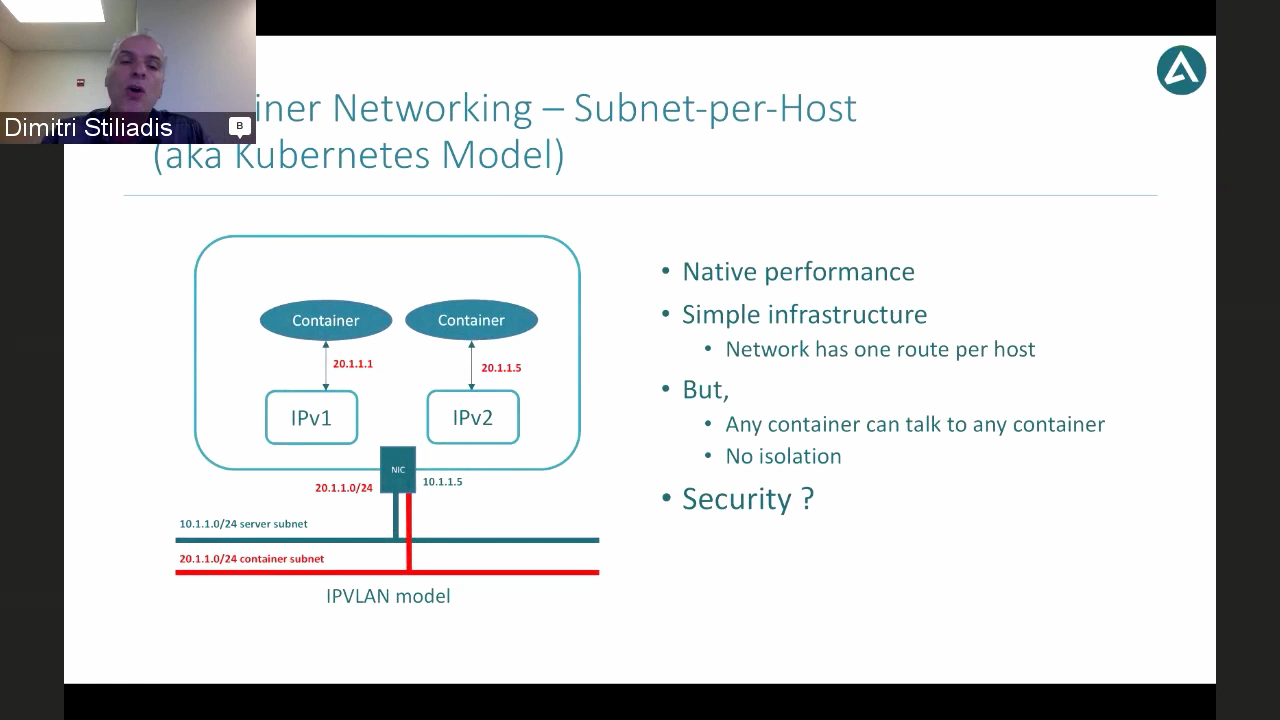 Dimitri Stiliadis
B
iner Networking – Subnet-per-Host
(aka Kubernetes Model)
Container
Container
20.1.1.1
20.1.1.5
IPv1
IPv2
NIC
20.1.1.0/24
10.1.1.5
10.1.1.0/24 server subnet
20.1.1.0/24 container subnet
IPVLAN model
• Native performance
• Simple infrastructure
• Network has one route per host
• But,
• Any container can talk to any container
• No isolation
• Security ?